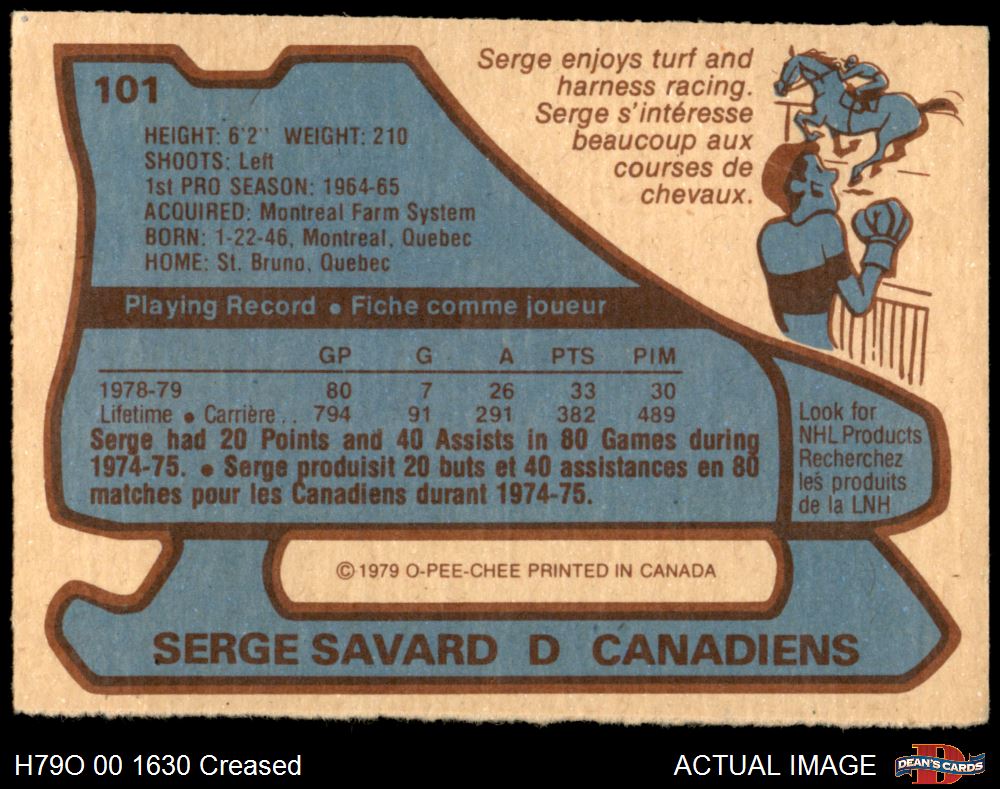 101
HEIGHT: 6'2" WEIGHT: 210
SHOOTS: Left
1st PRO SEASON: 1964-65
ACQUIRED: Montreal Farm System
BORN: 1-22-46, Montreal, Quebec
HOME: St. Bruno, Quebec
Serge enjoys turf and
harness racing.
Serge s'intéresse
beaucoup aux
courses de
chevaux.
Playing Record • Fiche comme joueur
GP G A PTS PIM
1978-79 80 7 26 33 30
Lifetime • Carrière.. 794 91 291 382 489
Serge had 20 Points and 40 Assists in 80 Games during
1974-75. • Serge produisit 20 buts et 40 assistances en 80
matches pour les Canadiens durant 1974-75.
Look for
NHL Products
Recherchez
les produits
de la LNH
©1979 O-PEE-CHEE PRINTED IN CANADA
SERGE SAVARD D CANADIENS
H79O 00 1630 Creased
ACTUAL IMAGE
DEAN'S CARDS